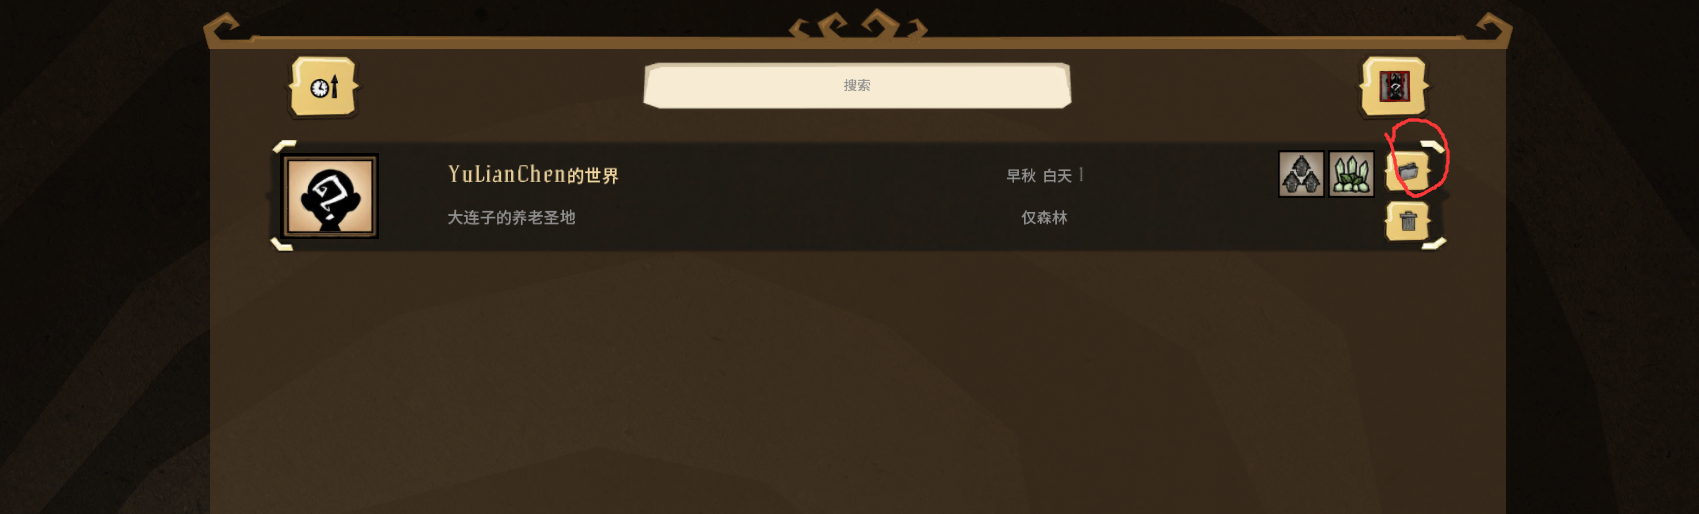 搜索
YuLianChen的世界
早秋 白天 1
大连子的养老圣地
仅森林